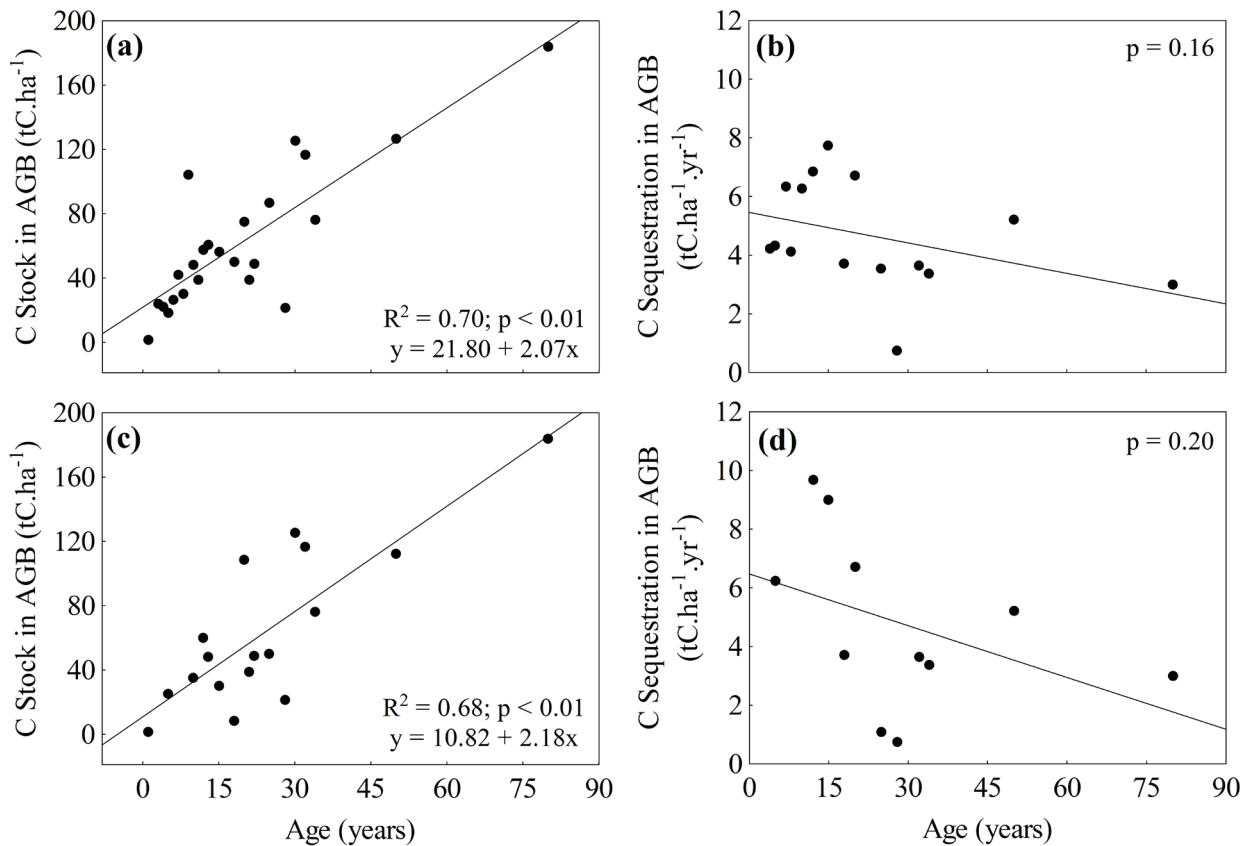 (a)
C Stock in AGB (tC.ha⁻¹)
200
160
120
80
40
0
R² = 0.70; p < 0.01
y = 21.80 + 2.07x
(b)
p = 0.16
C Sequestration in AGB
(tC.ha⁻¹.yr⁻¹)
12
10
8
6
4
2
0
(c)
C Stock in AGB (tC.ha⁻¹)
200
160
120
80
40
0
R² = 0.68; p < 0.01
y = 10.82 + 2.18x
0 15 30 45 60 75 90
Age (years)
(d)
p = 0.20
C Sequestration in AGB
(tC.ha⁻¹.yr⁻¹)
12
10
8
6
4
2
0
0 15 30 45 60 75 90
Age (years)